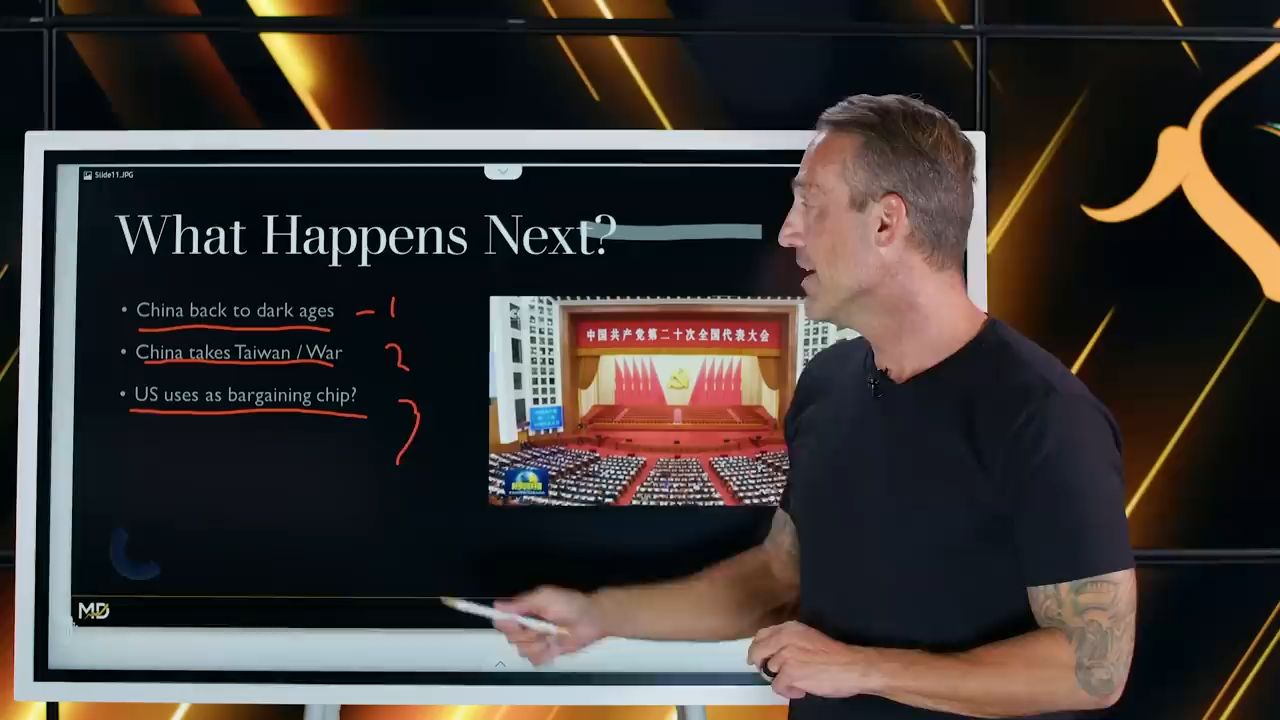 Slide11.JPG
What Happens Next?
• China back to dark ages – 1
• China takes Taiwan / War 2
• US uses as bargaining chip? 3
中国共产党第二十次全国代表大会
MD